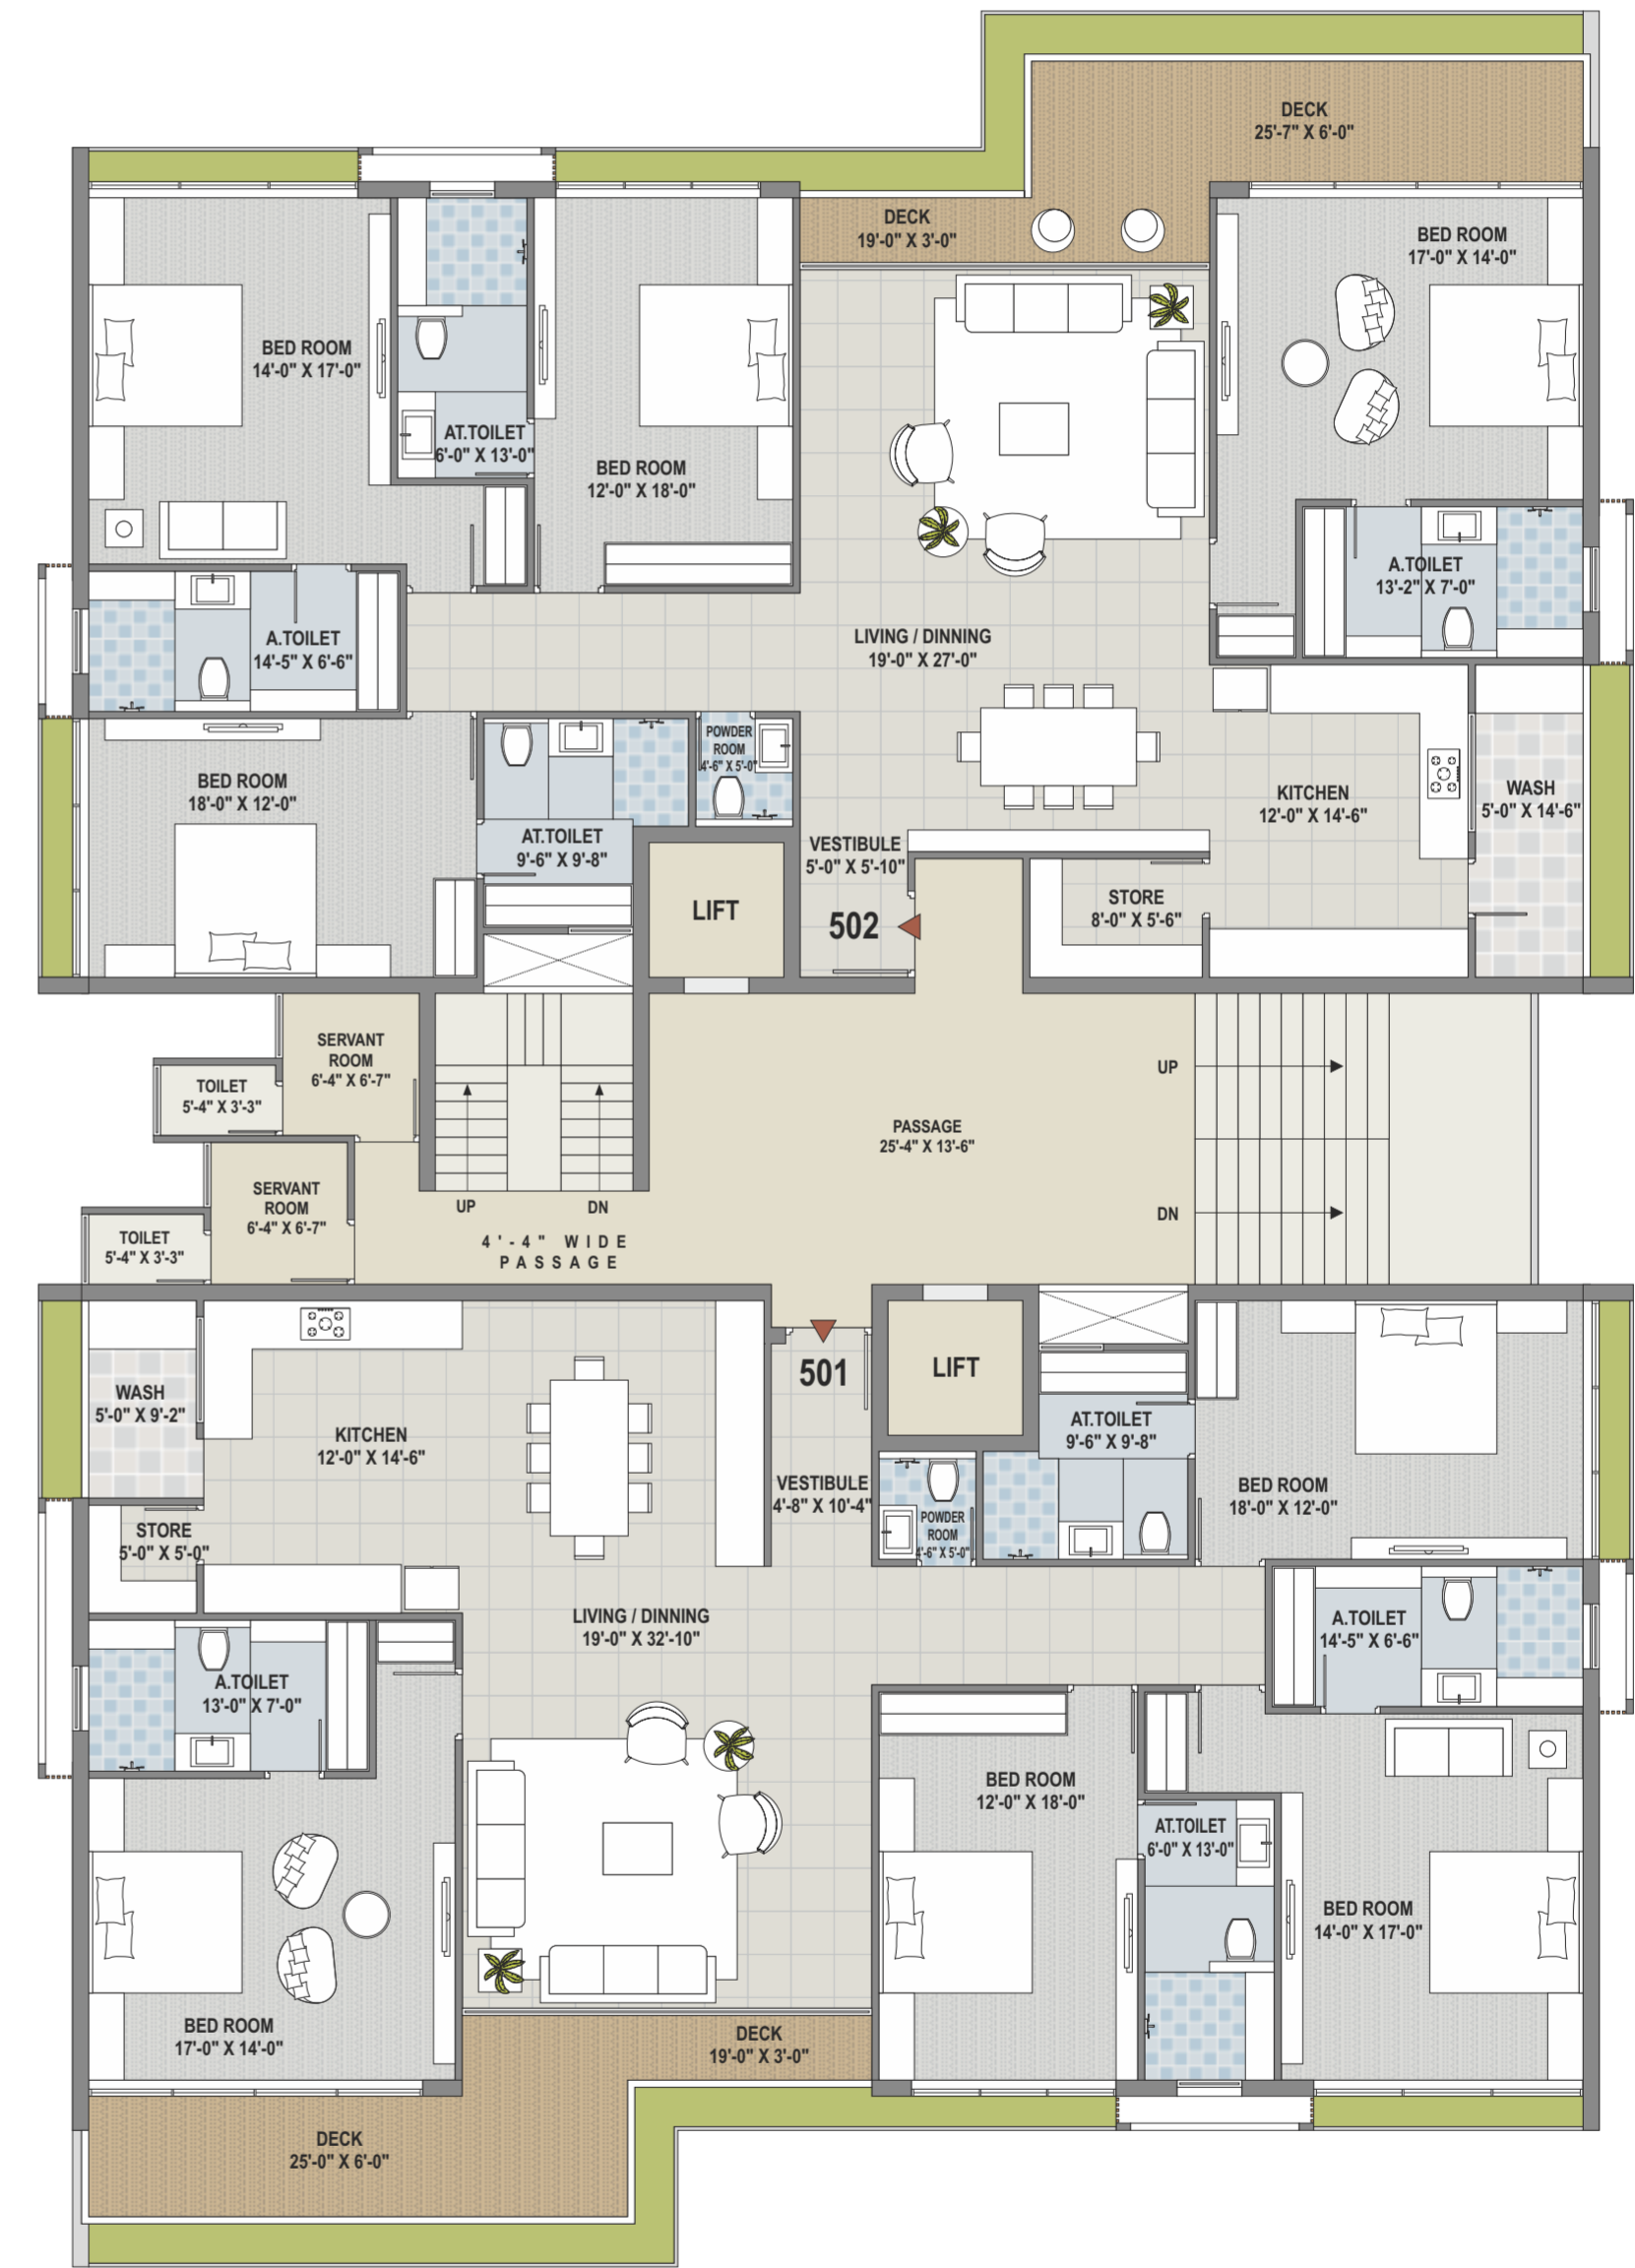 DECK
25'-7" X 6'-0"
DECK
19'-0" X 3'-0"
BED ROOM
17'-0" X 14'-0"
BED ROOM
14'-0" X 17'-0"
AT.TOILET
6'-0" X 13'-0"
BED ROOM
12'-0" X 18'-0"
A.TOILET
13'-2" X 7'-0"
A.TOILET
14'-5" X 6'-6"
LIVING / DINNING
19'-0" X 27'-0"
BED ROOM
18'-0" X 12'-0"
POWDER
ROOM
4'-6" X 5'-0"
AT.TOILET
9'-6" X 9'-8"
VESTIBULE
5'-0" X 5'-10"
KITCHEN
12'-0" X 14'-6"
WASH
5'-0" X 14'-6"
LIFT
502
STORE
8'-0" X 5'-6"
SERVANT
ROOM
6'-4" X 6'-7"
TOILET
5'-4" X 3'-3"
UP
PASSAGE
25'-4" X 13'-6"
SERVANT
ROOM
6'-4" X 6'-7"
UP
DN
DN
TOILET
5'-4" X 3'-3"
4'-4" WIDE
PASSAGE
WASH
5'-0" X 9'-2"
501
LIFT
KITCHEN
12'-0" X 14'-6"
AT.TOILET
9'-6" X 9'-8"
VESTIBULE
4'-8" X 10'-4"
BED ROOM
18'-0" X 12'-0"
POWDER
ROOM
4'-6" X 5'-0"
STORE
5'-0" X 5'-0"
LIVING / DINNING
19'-0" X 32'-10"
A.TOILET
14'-5" X 6'-6"
A.TOILET
13'-0" X 7'-0"
BED ROOM
12'-0" X 18'-0"
AT.TOILET
6'-0" X 13'-0"
BED ROOM
14'-0" X 17'-0"
BED ROOM
17'-0" X 14'-0"
DECK
19'-0" X 3'-0"
DECK
25'-0" X 6'-0"